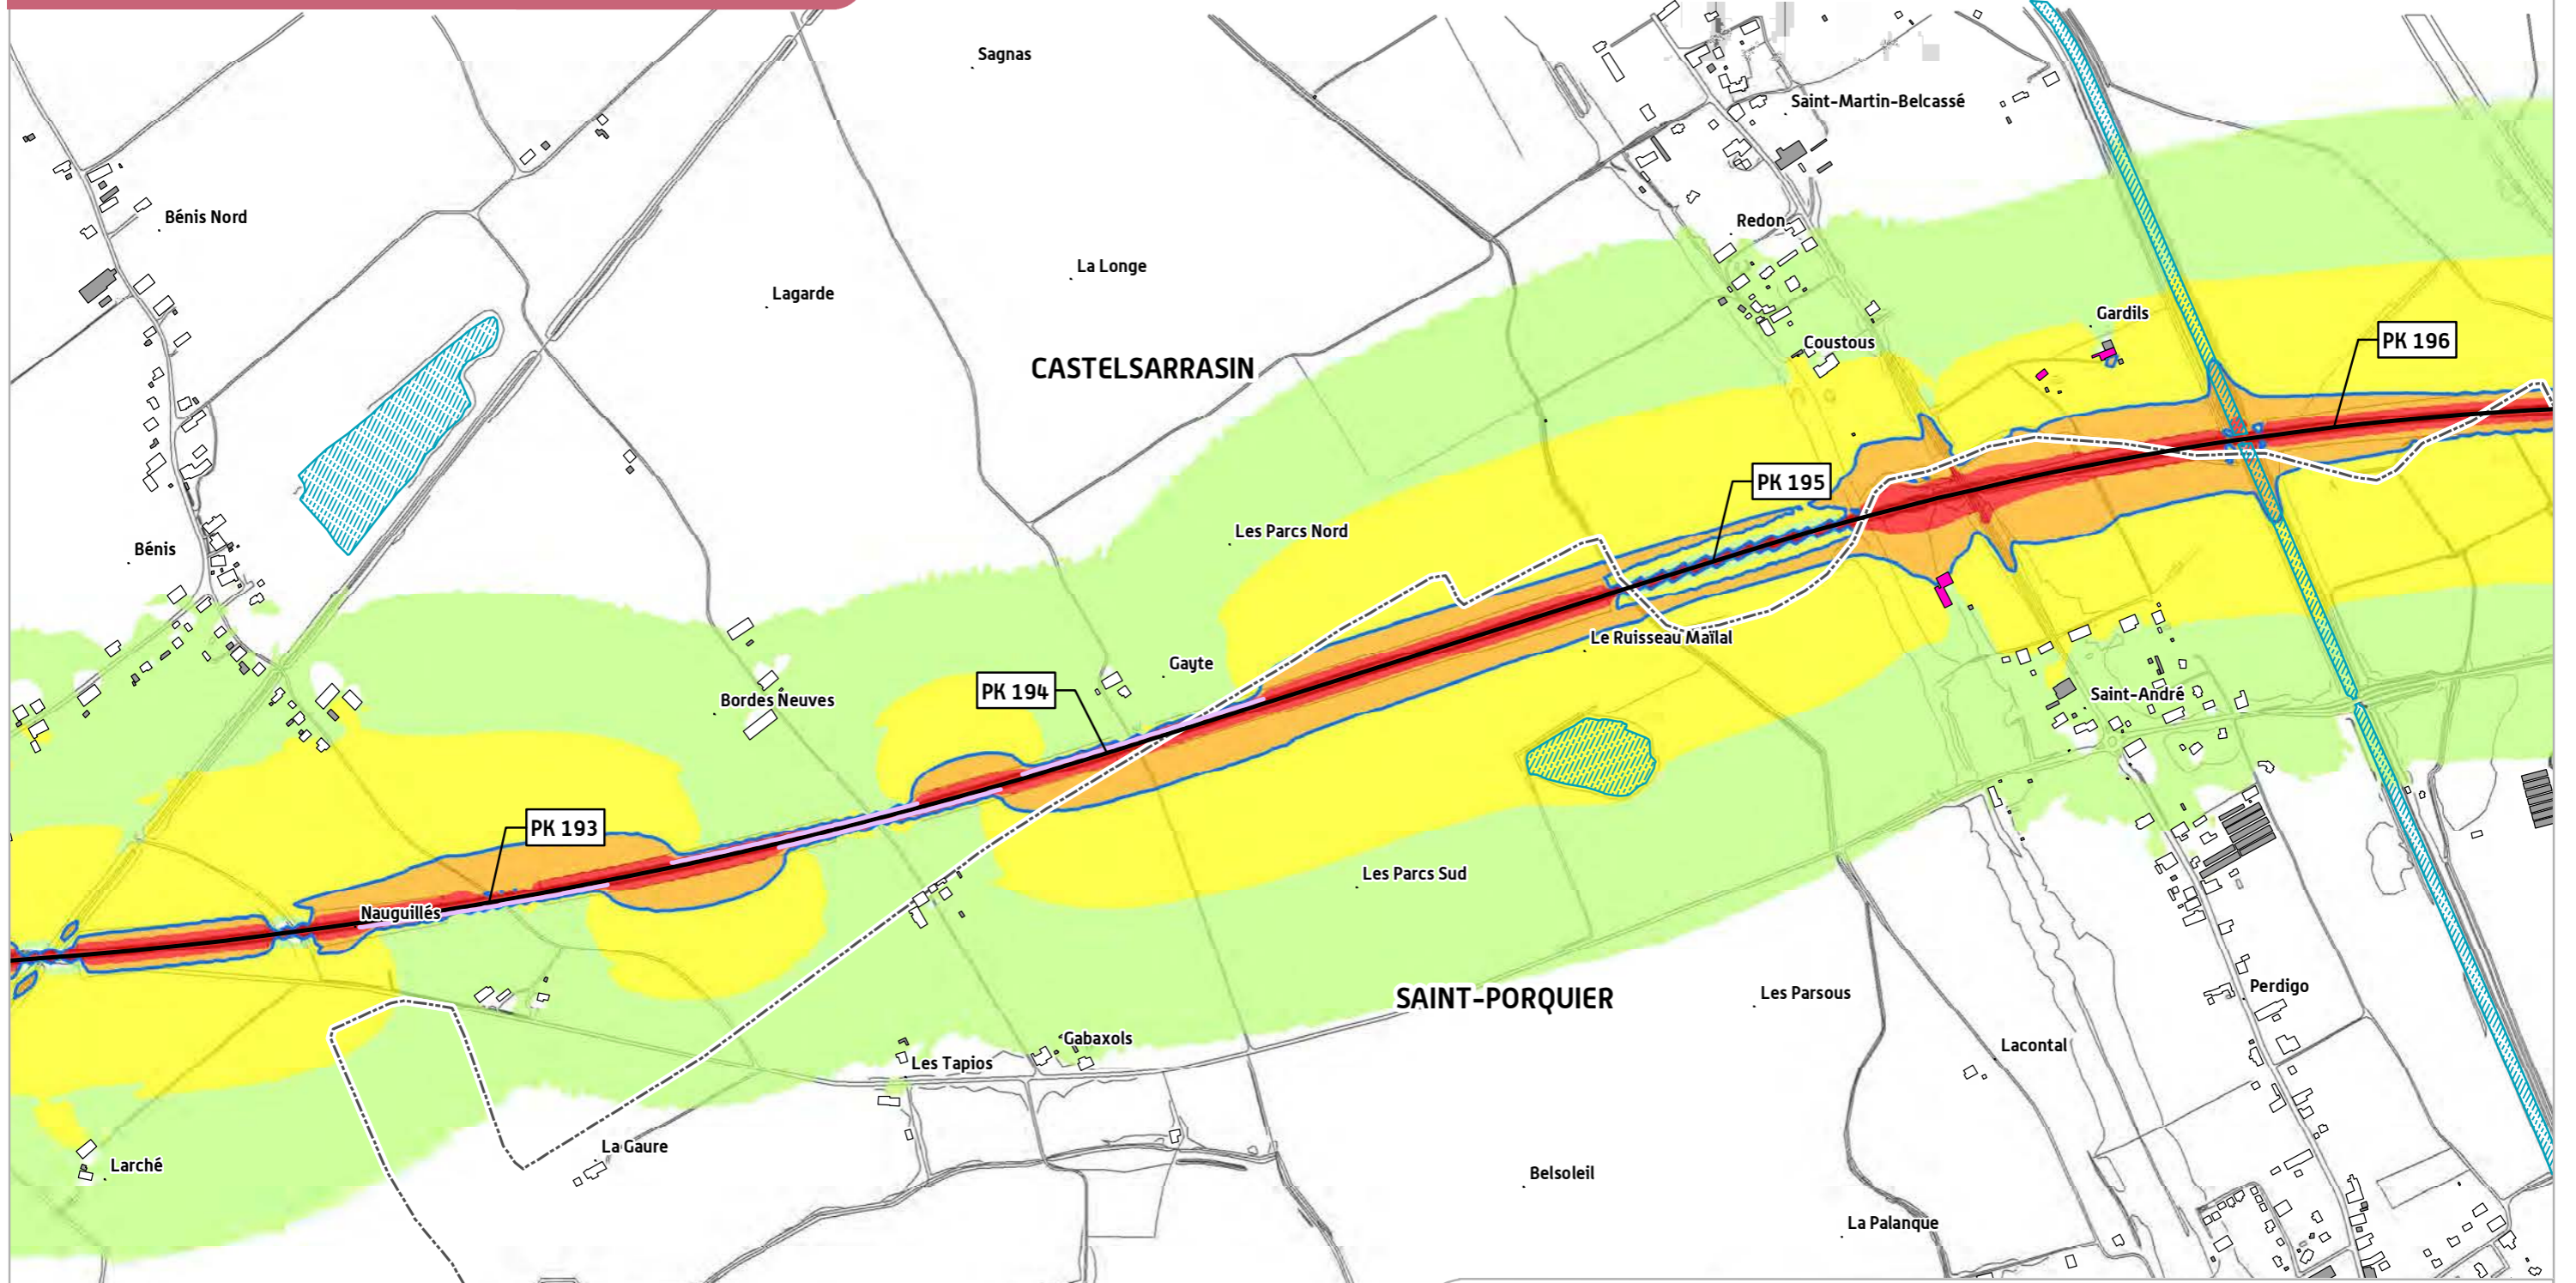 Sagnas
Saint-Martin-Belcassé
Bénis Nord
Redon
La Longe
Lagarde
Gardils
CASTELSARRASIN
Coustous
PK 196
PK 195
Les Parcs Nord
Bénis
Le Ruisseau Maïlal
Gayte
PK 194
Saint-André
Bordes Neuves
PK 193
Les Parcs Sud
Nauguillés
Perdigo
Les Parsous
SAINT-PORQUIER
Gabaxols
Lacontal
Les Tapios
La Gaure
Larché
Belsoleil
La Palanque